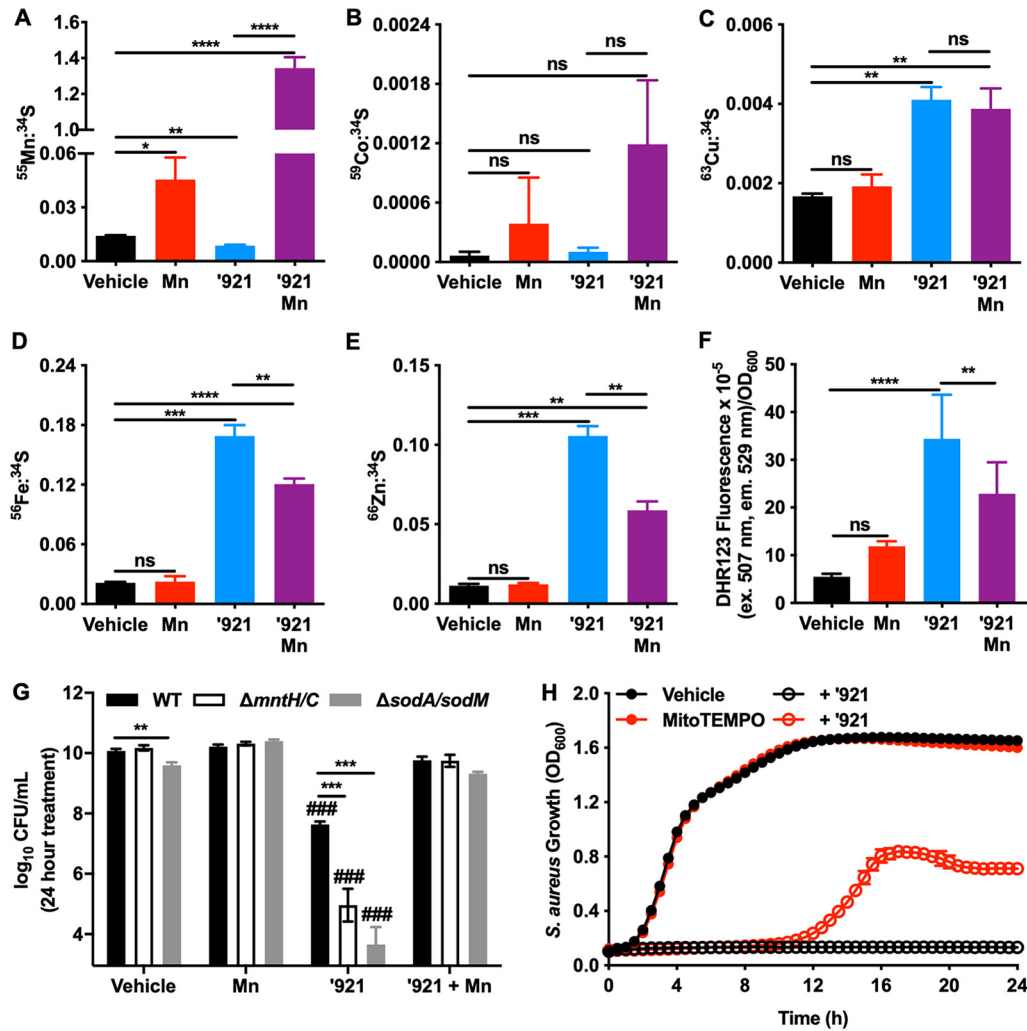 A
⁵⁵Mn:³⁴S
1.6
1.4
1.2
1.0
0.06
0.03
0.00
****
****
**
*
Vehicle Mn '921 '921
Mn
B
⁵⁹Co:³⁴S
0.0024
0.0018
0.0012
0.0006
0.0000
ns
ns
ns
ns
Vehicle Mn '921 '921
Mn
C
⁶³Cu:³⁴S
0.006
0.004
0.002
0.000
ns
**
**
ns
Vehicle Mn '921 '921
Mn
D
⁵⁶Fe:³⁴S
0.24
0.18
0.12
0.06
0.00
**
****
***
ns
Vehicle Mn '921 '921
Mn
E
⁶⁶Zn:³⁴S
0.15
0.10
0.05
0.00
**
**
***
ns
Vehicle Mn '921 '921
Mn
F
DHR123 Fluorescence x 10⁻⁵
(ex. 507 nm, em. 529 nm)/OD₆₀₀
50
40
30
20
10
0
****
**
ns
Vehicle Mn '921 '921
Mn
G
WT ΔmntH/C ΔsodA/sodM
log₁₀ CFU/mL
(24 hour treatment)
12
10
8
6
4
**
***
***
###
###
###
Vehicle Mn '921 '921 + Mn
H
Vehicle + '921
MitoTEMPO + '921
S. aureus Growth (OD₆₀₀)
2.0
1.6
1.2
0.8
0.4
0.0
0 4 8 12 16 20 24
Time (h)